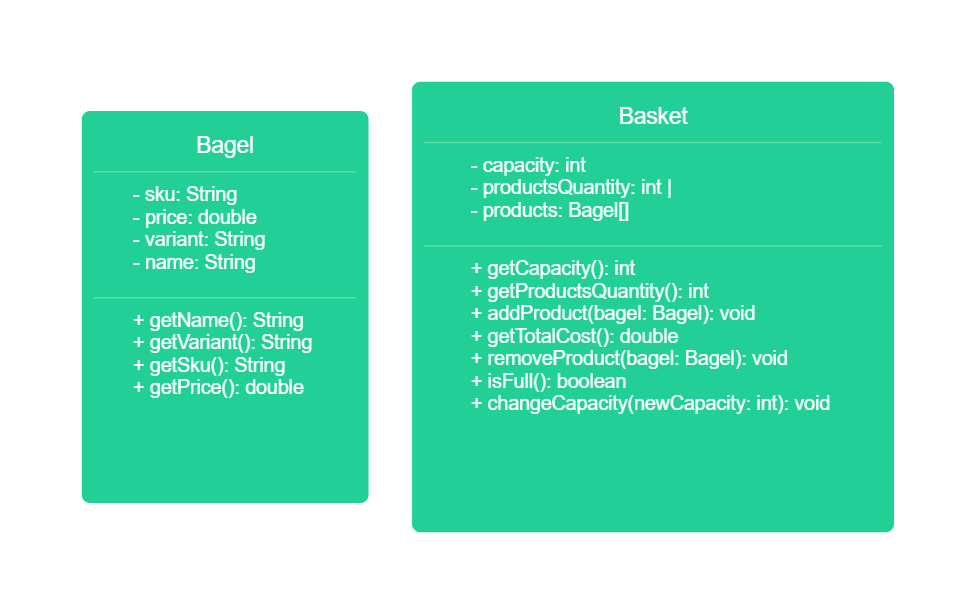 Bagel
- sku: String
- price: double
- variant: String
- name: String
+ getName(): String
+ getVariant(): String
+ getSku(): String
+ getPrice(): double
Basket
- capacity: int
- productsQuantity: int |
- products: Bagel[]
+ getCapacity(): int
+ getProductsQuantity(): int
+ addProduct(bagel: Bagel): void
+ getTotalCost(): double
+ removeProduct(bagel: Bagel): void
+ isFull(): boolean
+ changeCapacity(newCapacity: int): void